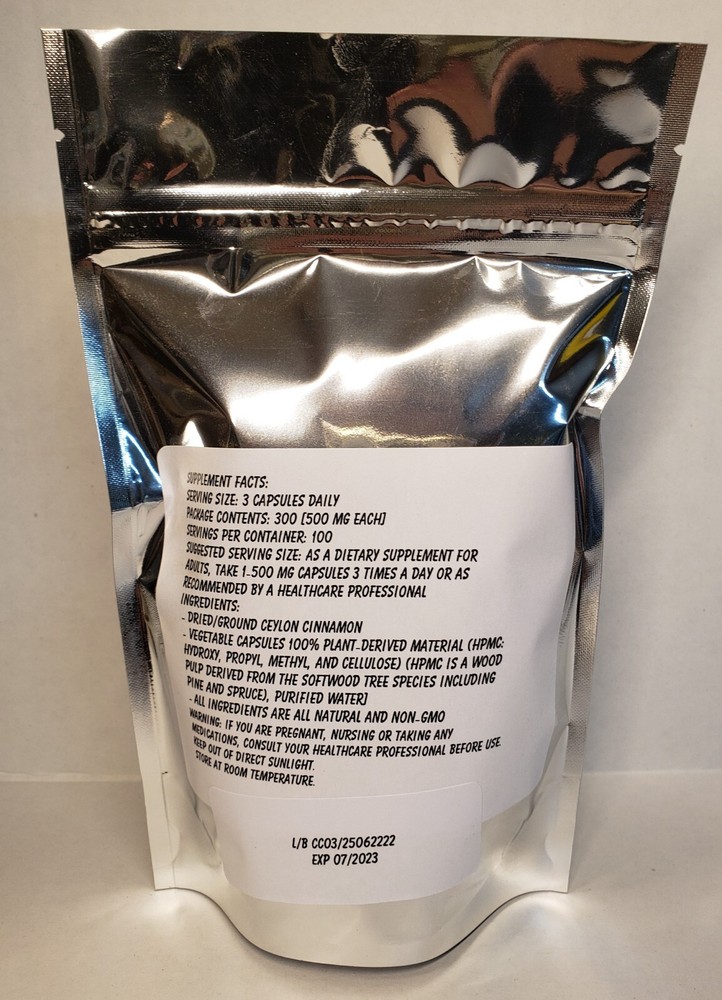 SUPPLEMENT FACTS:
SERVING SIZE: 3 CAPSULES DAILY
PACKAGE CONTENTS: 300 [500 MG EACH]
SERVINGS PER CONTAINER: 100
SUGGESTED SERVING SIZE: AS A DIETARY SUPPLEMENT FOR
ADULTS, TAKE 1-500 MG CAPSULES 3 TIMES A DAY OR AS
RECOMMENDED BY A HEALTHCARE PROFESSIONAL
INGREDIENTS:
- DRIED/GROUND CEYLON CINNAMON
- VEGETABLE CAPSULES 100% PLANT-DERIVED MATERIAL (HPMC:
HYDROXY, PROPYL, METHYL, AND CELLULOSE) (HPMC IS A WOOD
PULP DERIVED FROM THE SOFTWOOD TREE SPECIES INCLUDING
PINE AND SPRUCE), PURIFIED WATER]
- ALL INGREDIENTS ARE ALL NATURAL AND NON-GMO
WARNING: IF YOU ARE PREGNANT, NURSING OR TAKING ANY
MEDICATIONS, CONSULT YOUR HEALTHCARE PROFESSIONAL BEFORE USE.
KEEP OUT OF DIRECT SUNLIGHT.
STORE AT ROOM TEMPERATURE.
L/B CC03/25062222
EXP 07/2023